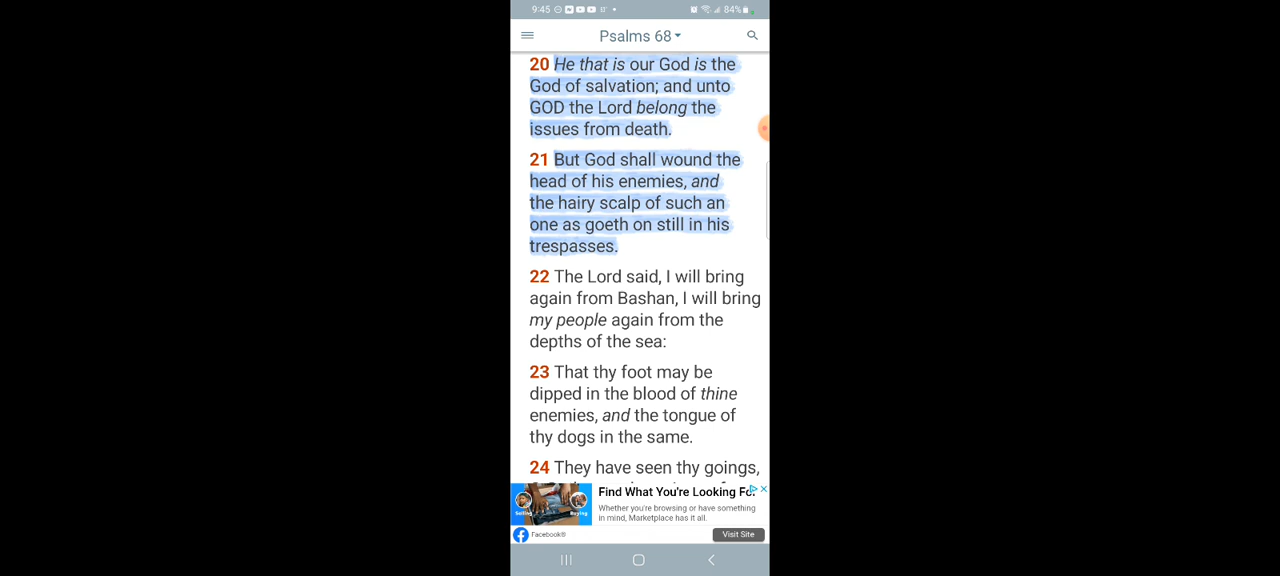 9:45
84%
Psalms 68
20 He that is our God is the
God of salvation; and unto
GOD the Lord belong the
issues from death.
21 But God shall wound the
head of his enemies, and
the hairy scalp of such an
one as goeth on still in his
trespasses.
22 The Lord said, I will bring
again from Bashan, I will bring
my people again from the
depths of the sea:
23 That thy foot may be
dipped in the blood of thine
enemies, and the tongue of
thy dogs in the same.
24 They have seen thy goings,
Selling
Buying
Find What You're Looking For
Whether you're browsing or have something
in mind, Marketplace has it all.
Facebook®
Visit Site